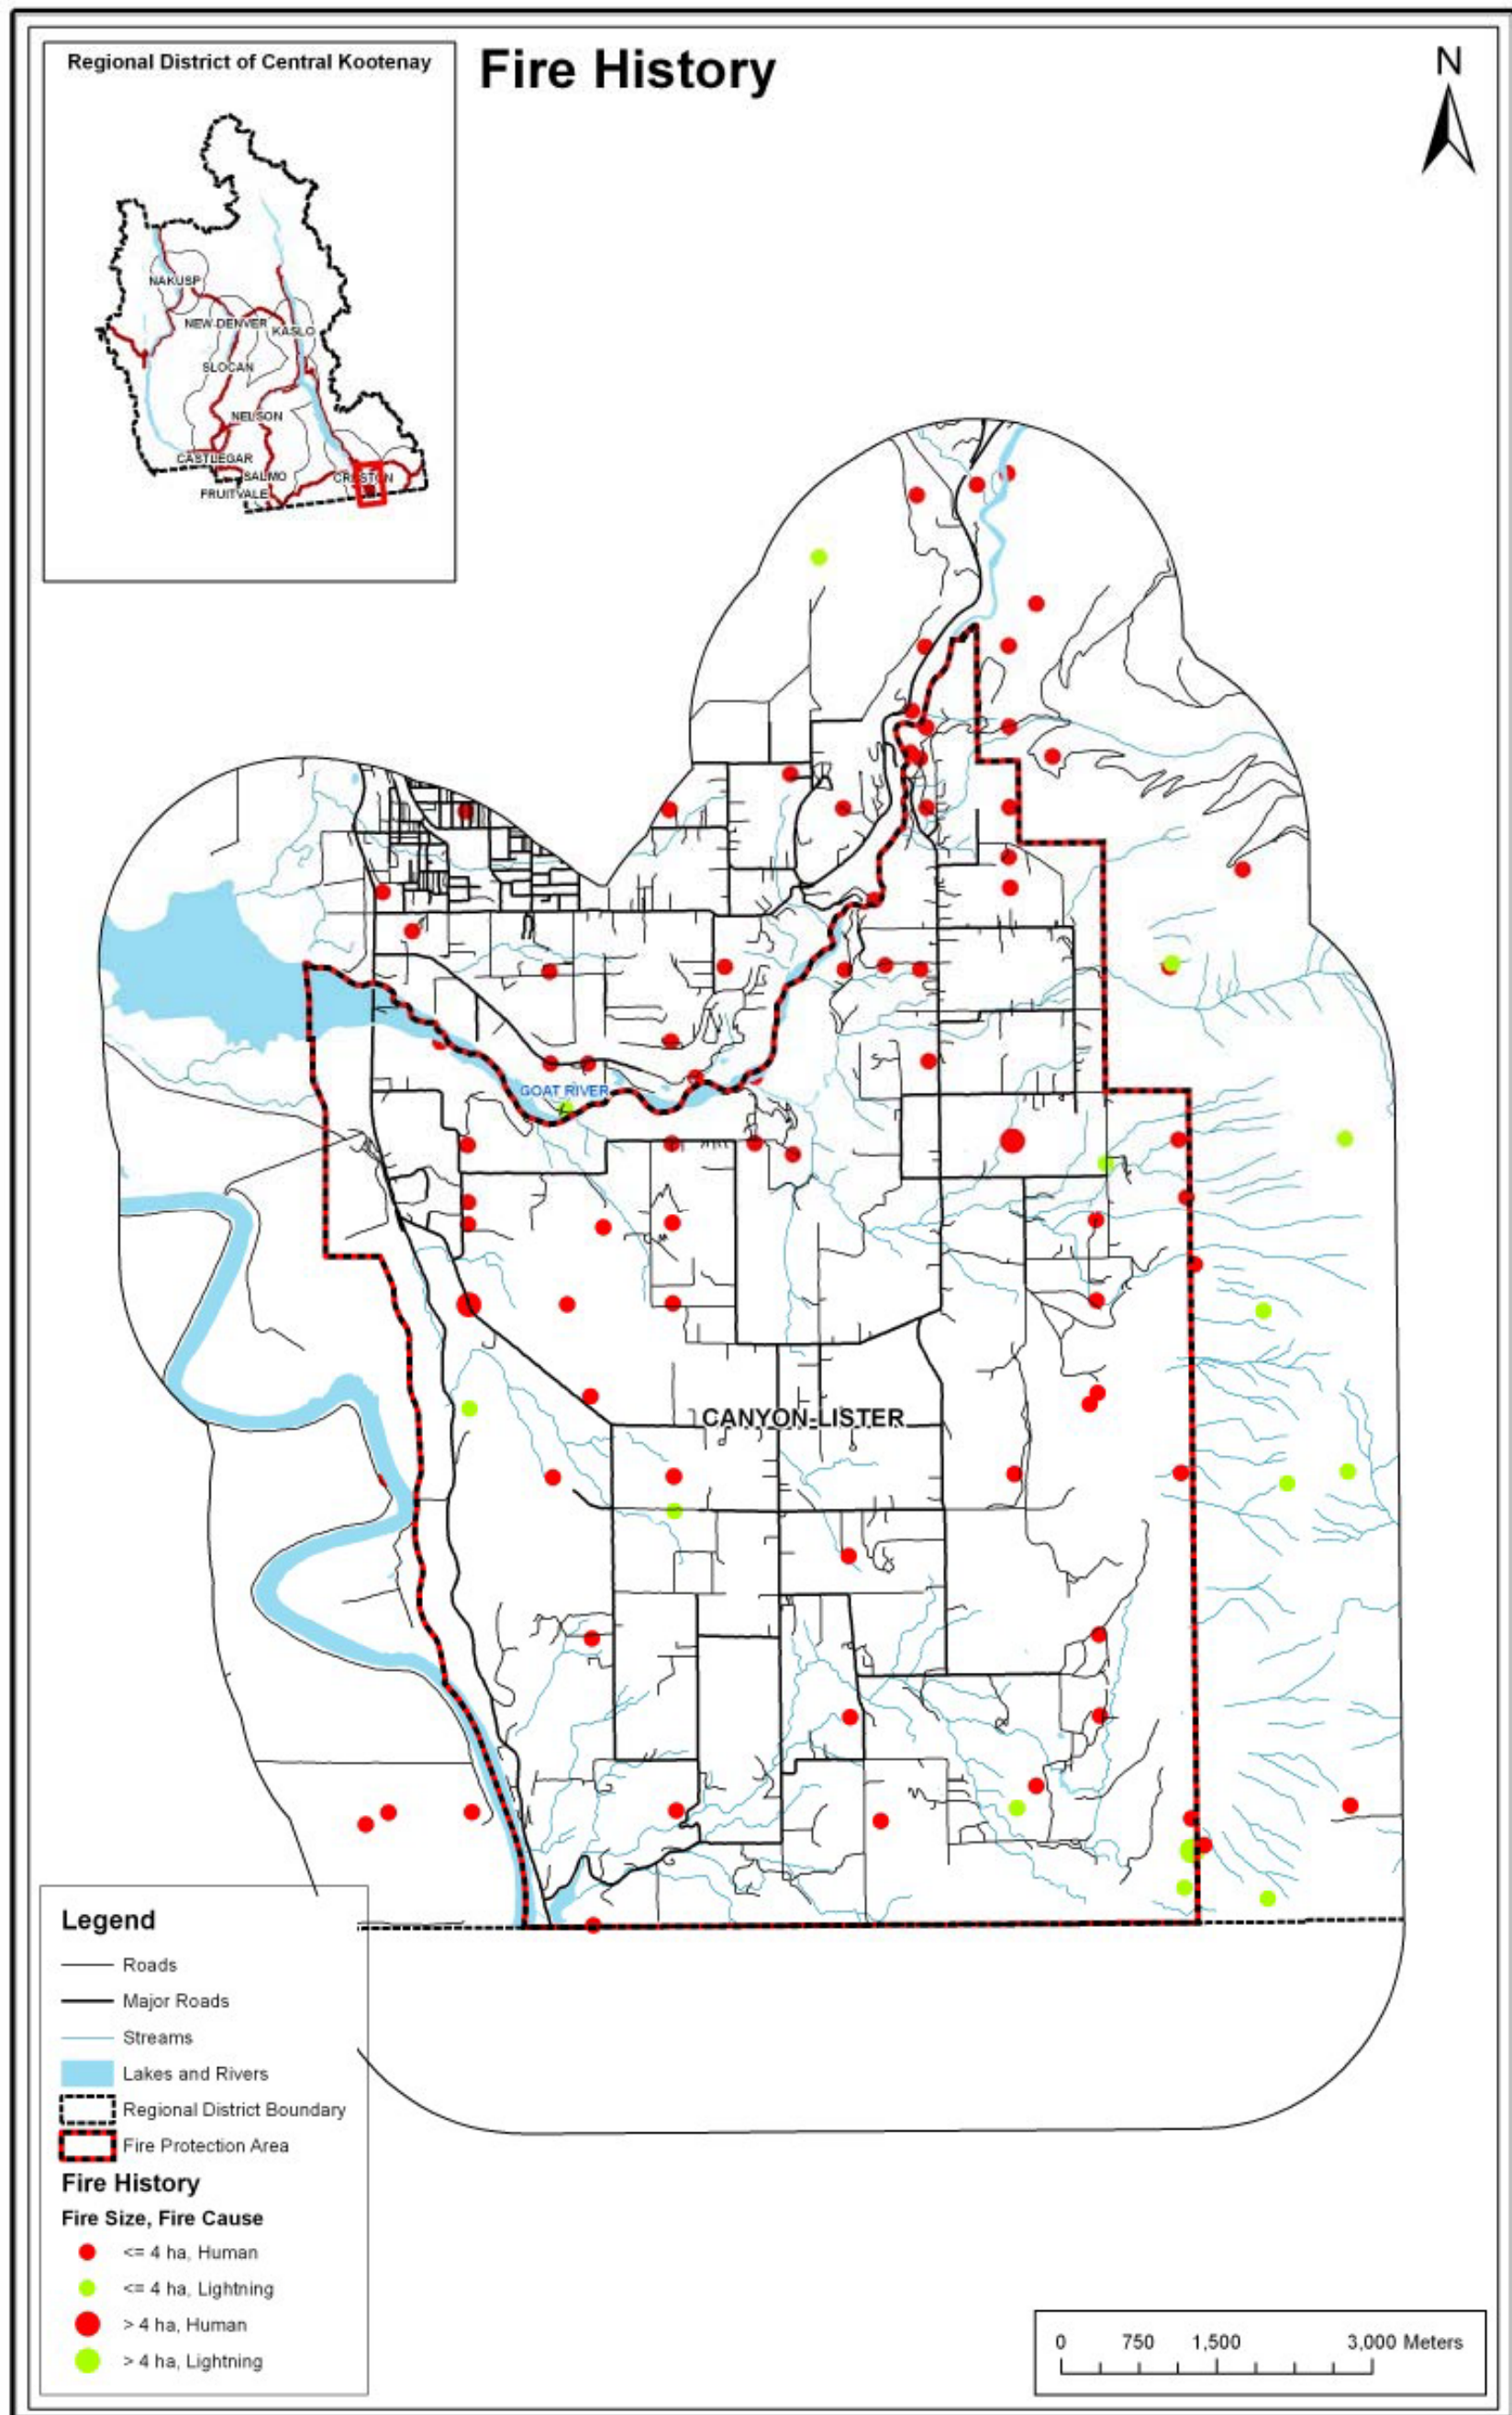 Regional District of Central Kootenay
Fire History
N
NAKUSP
NEW DENVER
KASLO
SLOCAN
NELSON
CASTLEGAR
SALMO
CRESTON
FRUITVALE
GOAT RIVER
CANYON-LISTER
Legend
Roads
Major Roads
Streams
Lakes and Rivers
Regional District Boundary
Fire Protection Area
Fire History
Fire Size, Fire Cause
<= 4 ha, Human
<= 4 ha, Lightning
> 4 ha, Human
> 4 ha, Lightning
0 750 1,500 3,000 Meters